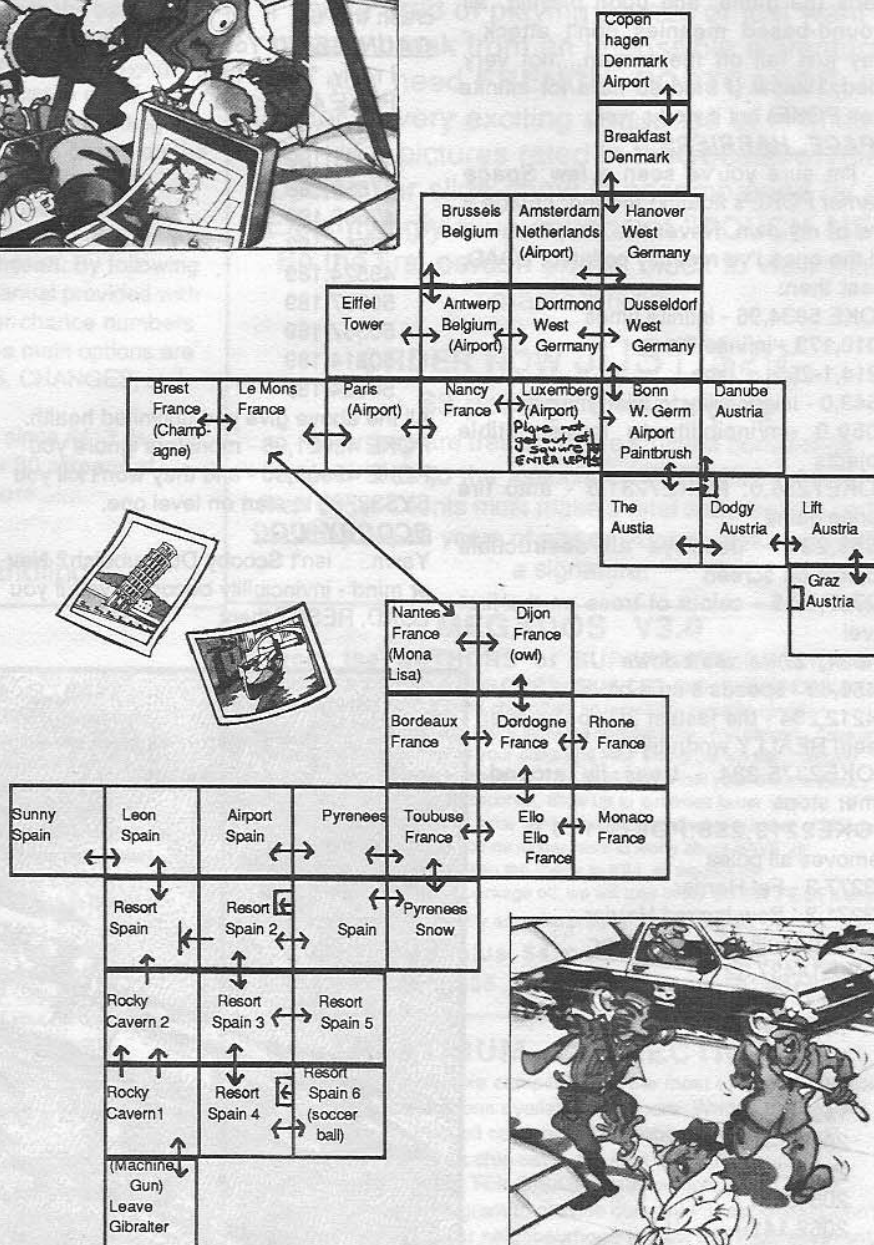 Copen
hagen
Denmark
Airport
Breakfast
Denmark
Brussels
Belgium
Amsterdam
Netherlands
(Airport)
Hanover
West
Germany
Eiffel
Tower
Antwerp
Belgium
(Airport)
Dortmond
West
Germany
Dusseldorf
West
Germany
Brest
France
(Champ-
agne)
Le Mons
France
Paris
(Airport)
Nancy
France
Luxemberg
(Airport)
ENTER LEFT
Bonn
W. Germ
Airport
Paintbrush
Danube
Austria
The
Austia
Dodgy
Austria
Lift
Austria
Graz
Austria
Nantes
France
(Mona
Lisa)
Dijon
France
(owl)
Bordeaux
France
Dordogne
France
Rhone
France
Sunny
Spain
Leon
Spain
Airport
Spain
Pyrenees
Toubuse
France
Ello
Ello
France
Monaco
France
Resort
Spain
Resort
Spain 2
Spain
Pyrenees
Snow
Rocky
Cavern 2
Resort
Spain 3
Resort
Spain 5
Rocky
Cavern1
Resort
Spain 4
Resort
Spain 6
(soccer
ball)
(Machine
Gun)
Leave
Gibralter